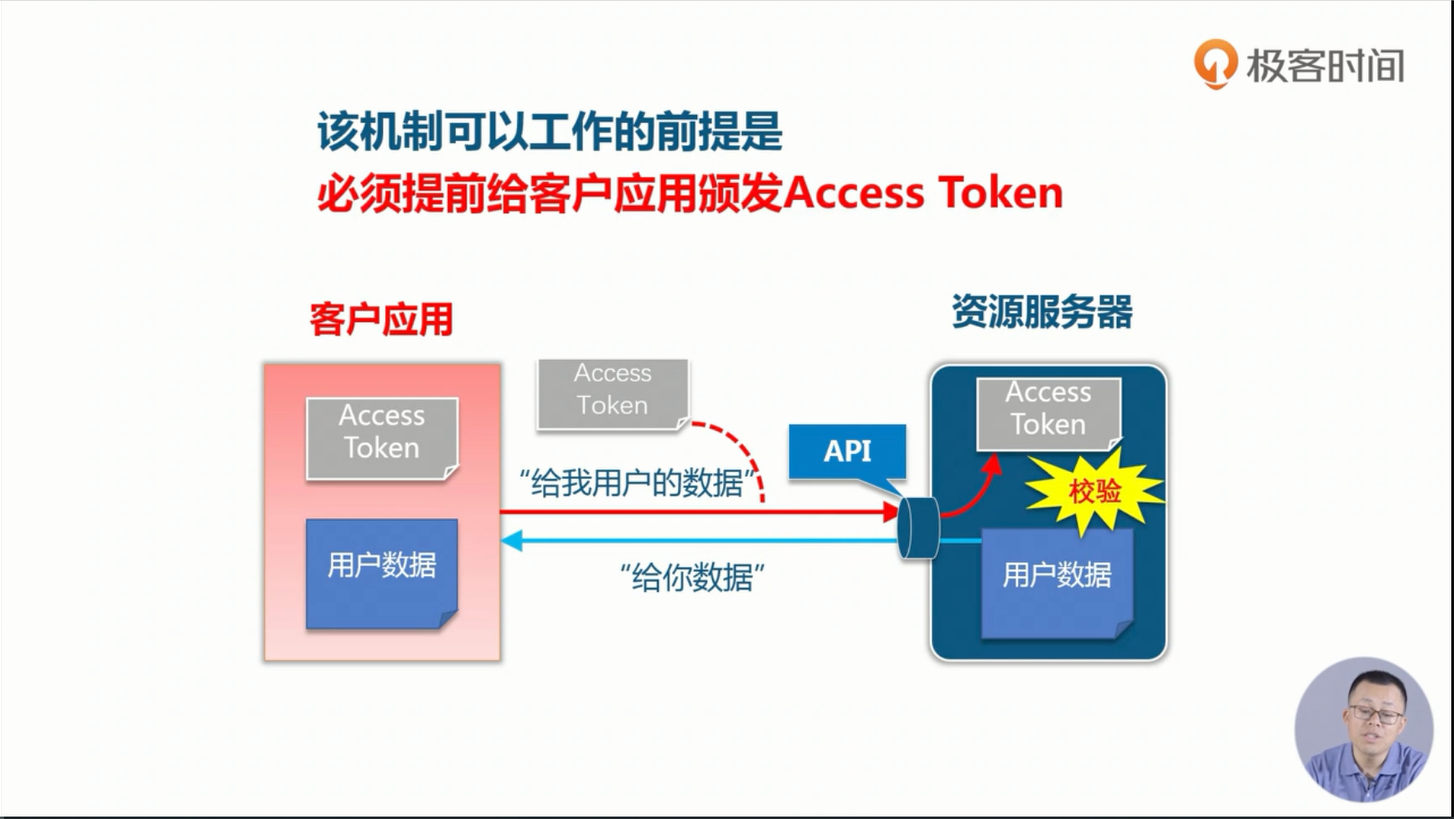 极客时间
该机制可以工作的前提是
必须提前给客户应用颁发Access Token
客户应用
资源服务器
Access
Token
Access
Token
Access
Token
API
“给我用户的数据”
校验
用户数据
用户数据
“给你数据”